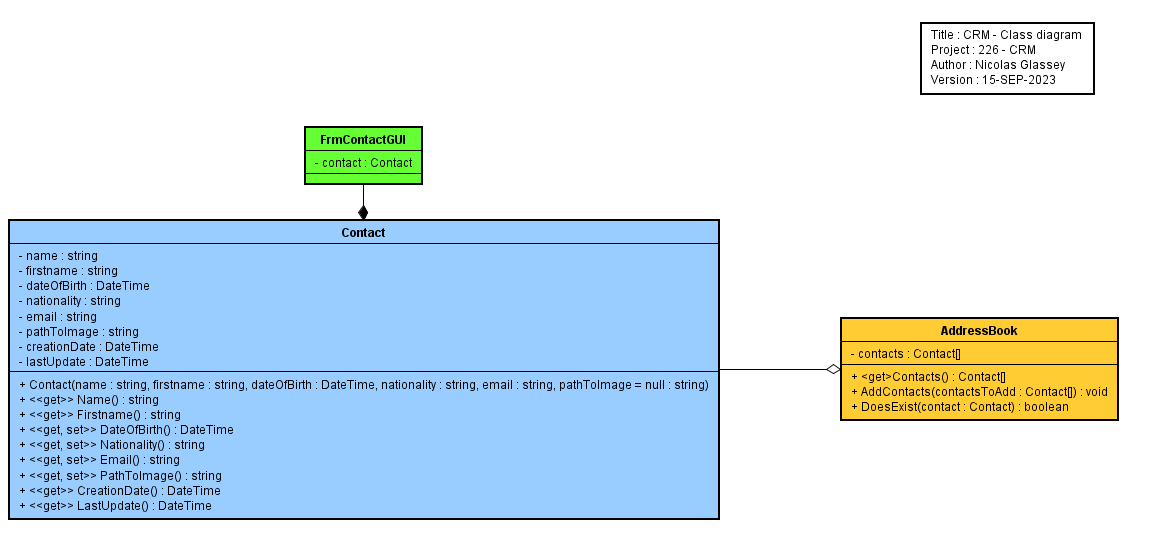 Title : CRM - Class diagram
Project : 226 - CRM
Author : Nicolas Glassey
Version : 15-SEP-2023
FrmContactGUI
- contact : Contact
Contact
- name : string
- firstname : string
- dateOfBirth : DateTime
- nationality : string
- email : string
- pathToImage : string
- creationDate : DateTime
- lastUpdate : DateTime
+ Contact(name : string, firstname : string, dateOfBirth : DateTime, nationality : string, email : string, pathToImage = null : string)
+ <<get>> Name() : string
+ <<get>> Firstname() : string
+ <<get, set>> DateOfBirth() : DateTime
+ <<get, set>> Nationality() : string
+ <<get, set>> Email() : string
+ <<get, set>> PathToImage() : string
+ <<get>> CreationDate() : DateTime
+ <<get>> LastUpdate() : DateTime
AddressBook
- contacts : Contact[]
+ <get>Contacts() : Contact[]
+ AddContacts(contactsToAdd : Contact[]) : void
+ DoesExist(contact : Contact) : boolean